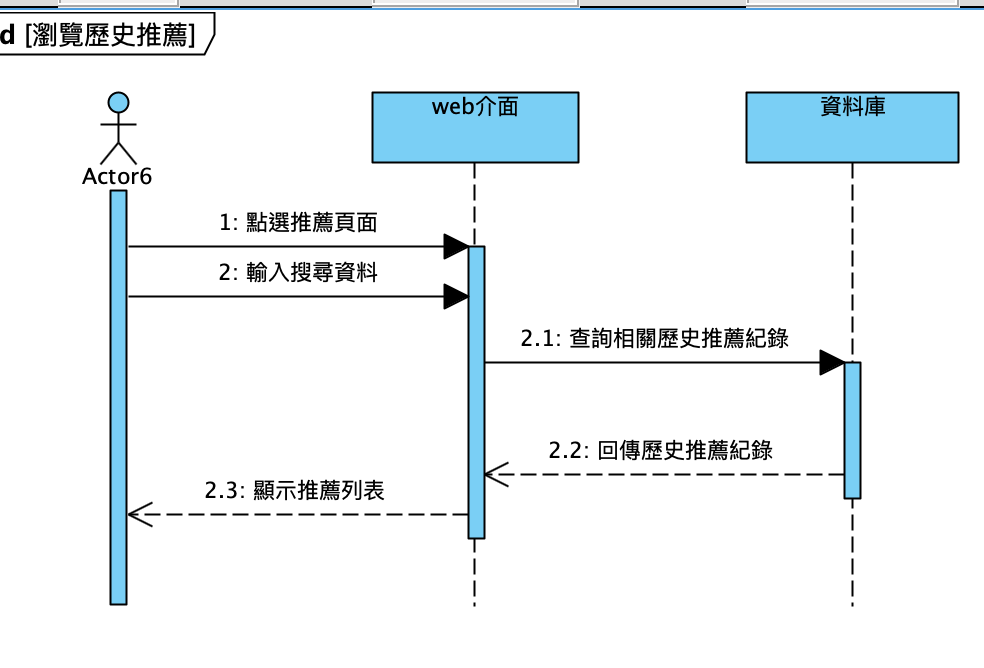 d [瀏覽歷史推薦]
web介面
資料庫
Actor6
1: 點選推薦頁面
2: 輸入搜尋資料
2.1: 查詢相關歷史推薦紀錄
2.2: 回傳歷史推薦紀錄
2.3: 顯示推薦列表